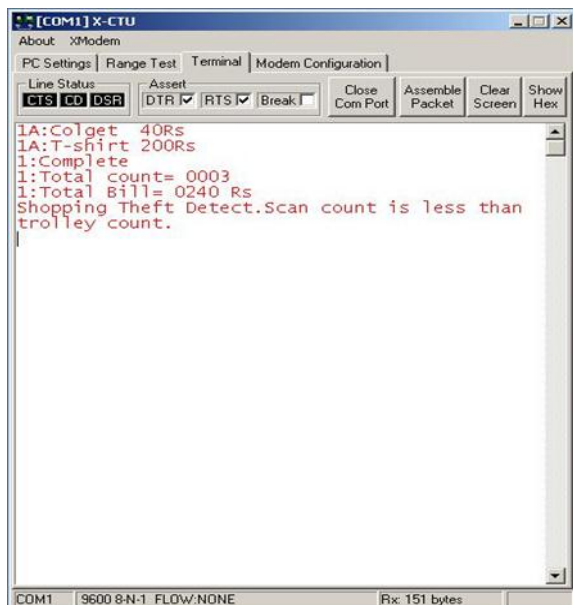 [COM1] X-CTU
About XModem
PC Settings Range Test Terminal Modem Configuration
Line Status Assert
CTS CD DSR DTR RTS Break
Close Com Port Assemble Packet Clear Screen Show Hex
1A:Colget 40Rs
1A:T-shirt 200Rs
1:Complete
1:Total count= 0003
1:Total Bill= 0240 Rs
Shopping Theft Detect.Scan count is less than
trolley count.
COM1 9600 8-N-1 FLOW:NONE Rx: 151 bytes